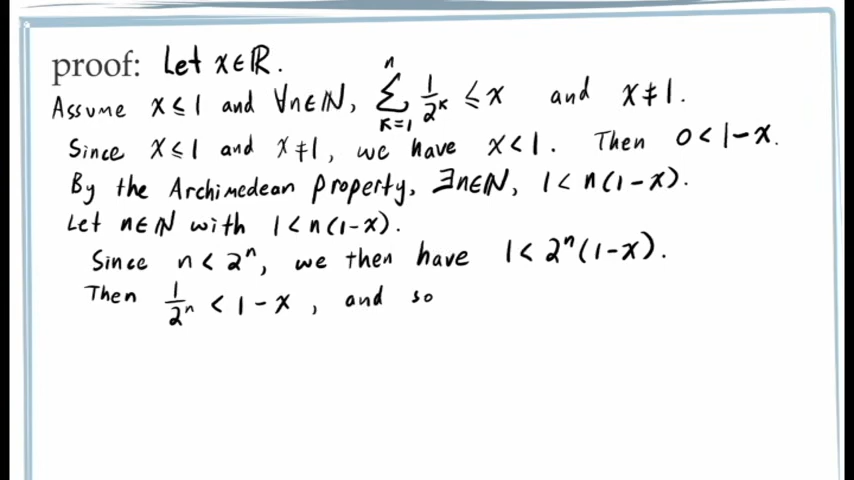 proof: Let x∈ℝ.
Assume x ≤ 1 and ∀n∈ℕ, ∑_{k=1}^{n} 1/2^k ≤ x and x ≠ 1.
Since x ≤ 1 and x ≠ 1, we have x < 1. Then 0 < 1-x.
By the Archimedean Property, ∃n∈ℕ, 1 < n(1-x).
Let n∈ℕ with 1 < n(1-x).
Since n < 2^n, we then have 1 < 2^n(1-x).
Then 1/2^n < 1-x, and so